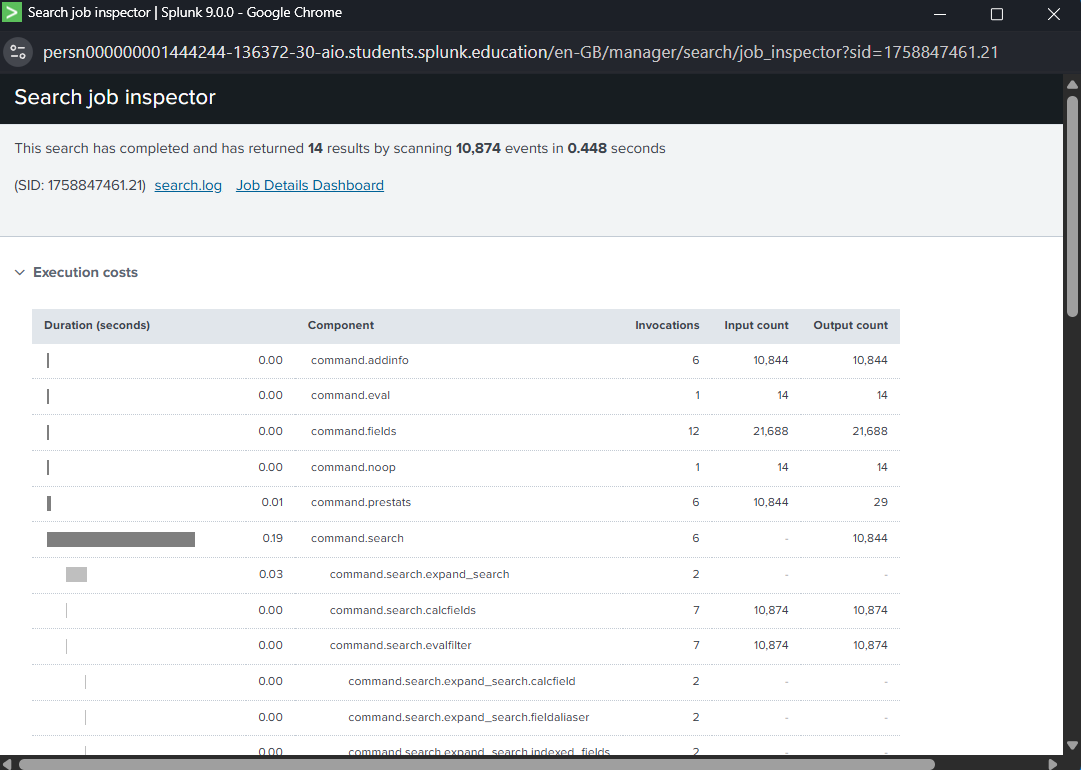 Search job inspector | Splunk 9.0.0 - Google Chrome
persn000000001444244-136372-30-aio.students.splunk.education/en-GB/manager/search/job_inspector?sid=1758847461.21
Search job inspector
This search has completed and has returned 14 results by scanning 10,874 events in 0.448 seconds
(SID: 1758847461.21) search.log Job Details Dashboard
Execution costs
Duration (seconds) Component Invocations Input count Output count
0.00 command.addinfo 6 10,844 10,844
0.00 command.eval 1 14 14
0.00 command.fields 12 21,688 21,688
0.00 command.noop 1 14 14
0.01 command.prestats 6 10,844 29
0.19 command.search 6 - 10,844
0.03 command.search.expand_search 2 - -
0.00 command.search.calcfields 7 10,874 10,874
0.00 command.search.evalfilter 7 10,874 10,874
0.00 command.search.expand_search.calcfield 2 - -
0.00 command.search.expand_search.fieldaliaser 2 - -
0.00 command.search.expand_search.indexed_fields 2 - -